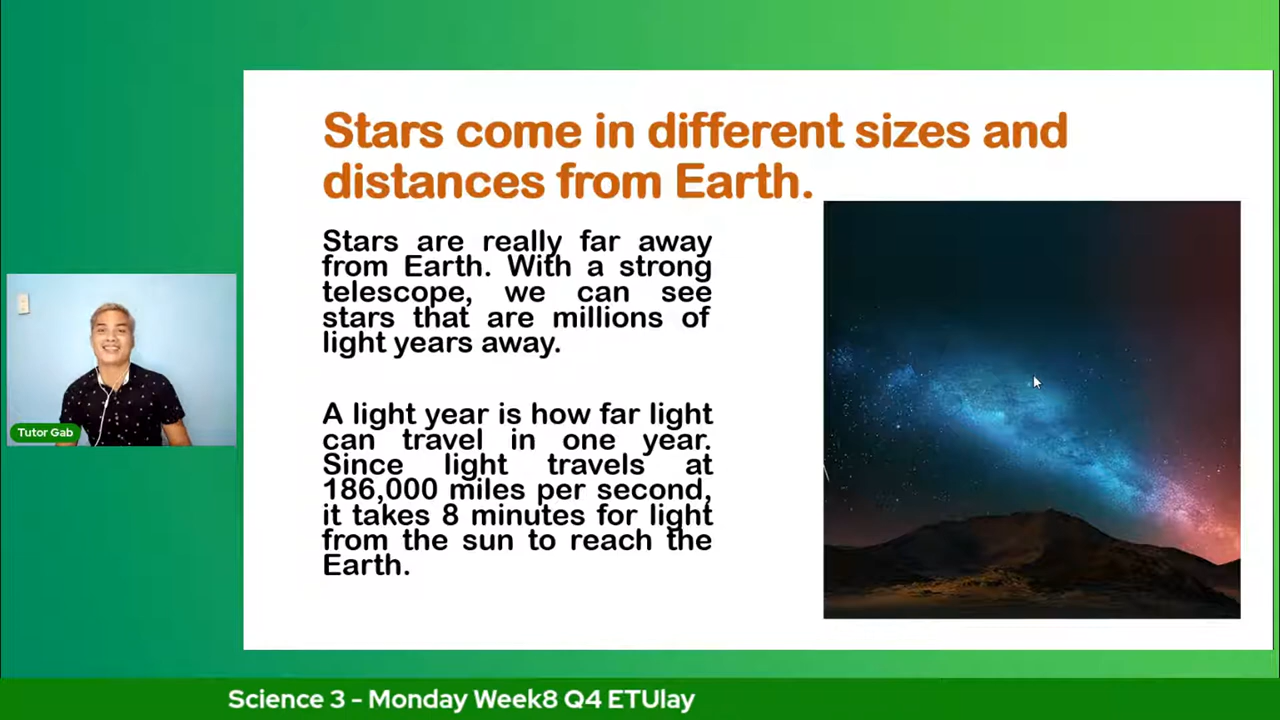 Stars come in different sizes and
distances from Earth.
Stars are really far away
from Earth. With a strong
telescope, we can see
stars that are millions of
light years away.
A light year is how far light
can travel in one year.
Since light travels at
186,000 miles per second,
it takes 8 minutes for light
from the sun to reach the
Earth.
Tutor Gab
Science 3 - Monday Week8 Q4 ETUlay